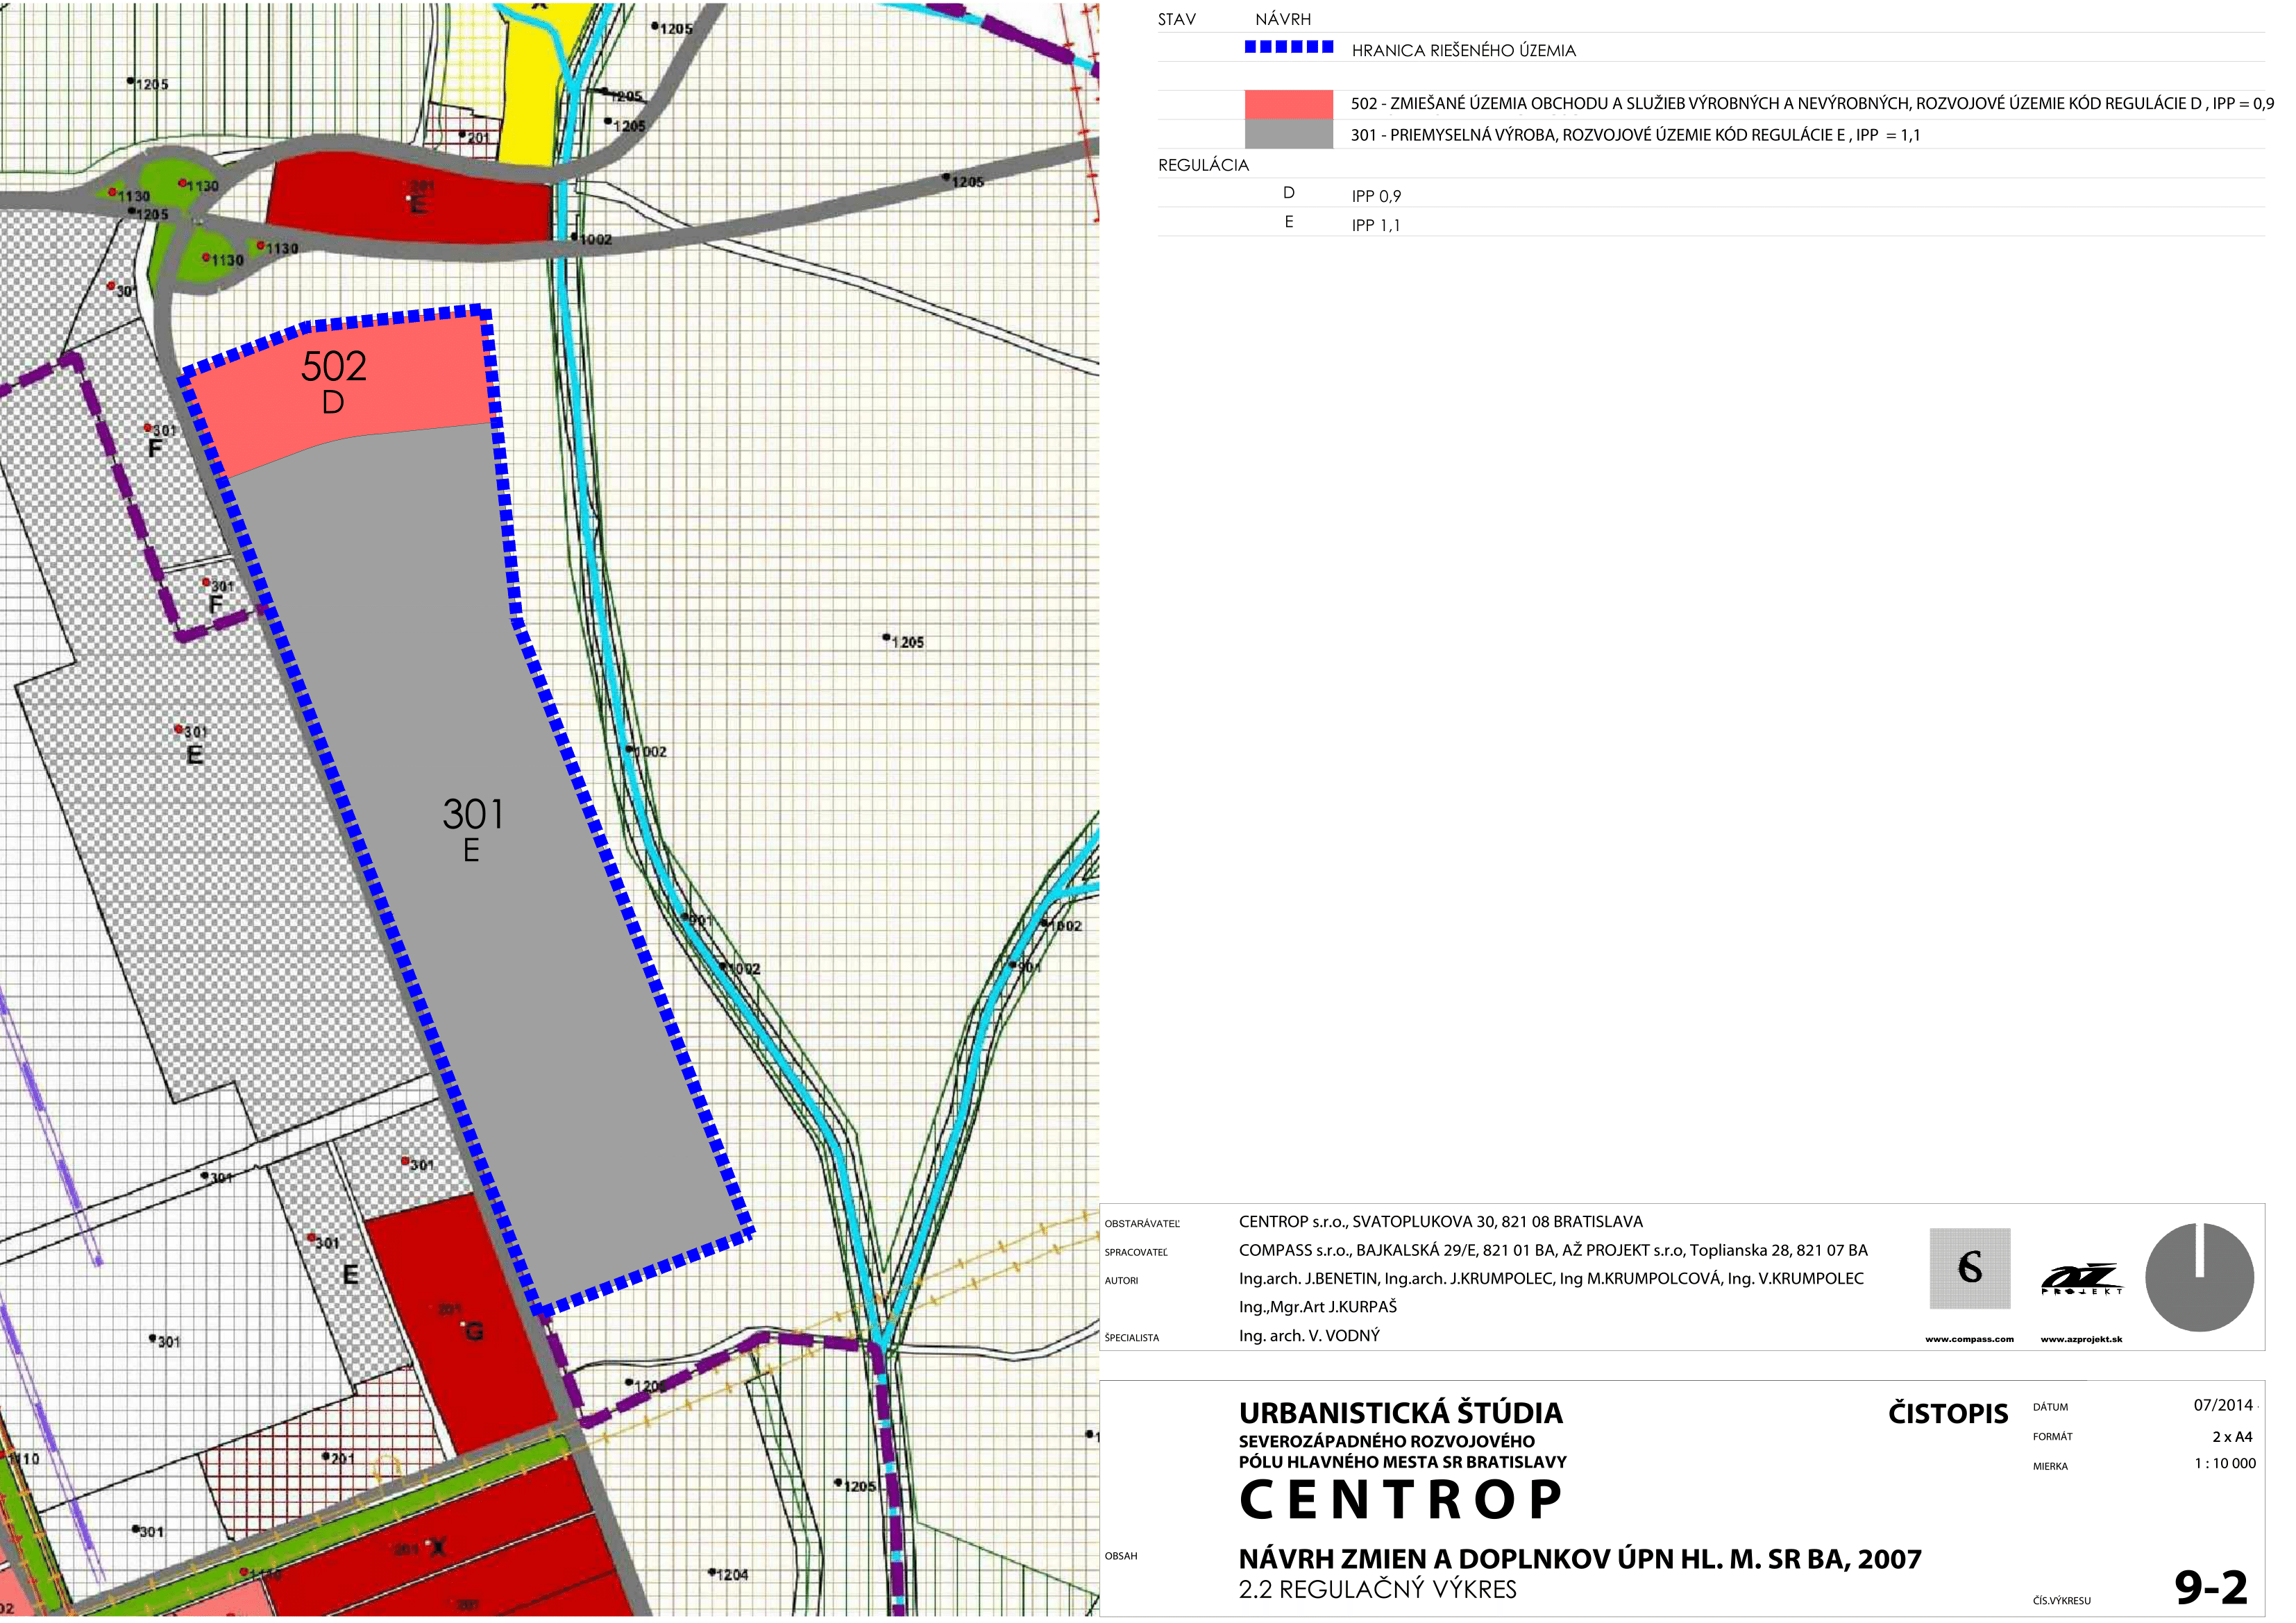 1205
1205
1205
1205
201
1130
1130
1205
201
E
1205
1002
1130
1130
30
502
D
301
F
301
F
1205
301
E
1002
301
E
901
1002
1002
901
301
301
301
E
201
G
301
1205
1110
201
1205
301
201 X
1204
STAV NÁVRH
HRANICA RIEŠENÉHO ÚZEMIA
502 - ZMIEŠANÉ ÚZEMIA OBCHODU A SLUŽIEB VÝROBNÝCH A NEVÝROBNÝCH, ROZVOJOVÉ ÚZEMIE KÓD REGULÁCIE D , IPP = 0,9
301 - PRIEMYSELNÁ VÝROBA, ROZVOJOVÉ ÚZEMIE KÓD REGULÁCIE E , IPP = 1,1
REGULÁCIA
D IPP 0,9
E IPP 1,1
OBSTARÁVATEĽ CENTROP s.r.o., SVATOPLUKOVA 30, 821 08 BRATISLAVA
SPRACOVATEĽ COMPASS s.r.o., BAJKALSKÁ 29/E, 821 01 BA, AŽ PROJEKT s.r.o, Toplianska 28, 821 07 BA
AUTORI Ing.arch. J.BENETIN, Ing.arch. J.KRUMPOLEC, Ing M.KRUMPOLCOVÁ, Ing. V.KRUMPOLEC
Ing.,Mgr.Art J.KURPAŠ
ŠPECIALISTA Ing. arch. V. VODNÝ
až
PROJEKT
www.compass.com www.azprojekt.sk
URBANISTICKÁ ŠTÚDIA
SEVEROZÁPADNÉHO ROZVOJOVÉHO
PÓLU HLAVNÉHO MESTA SR BRATISLAVY
CENTROP
ČISTOPIS
DÁTUM 07/2014
FORMÁT 2 x A4
MIERKA 1 : 10 000
OBSAH NÁVRH ZMIEN A DOPLNKOV ÚPN HL. M. SR BA, 2007
2.2 REGULAČNÝ VÝKRES
ČÍS.VÝKRESU 9-2